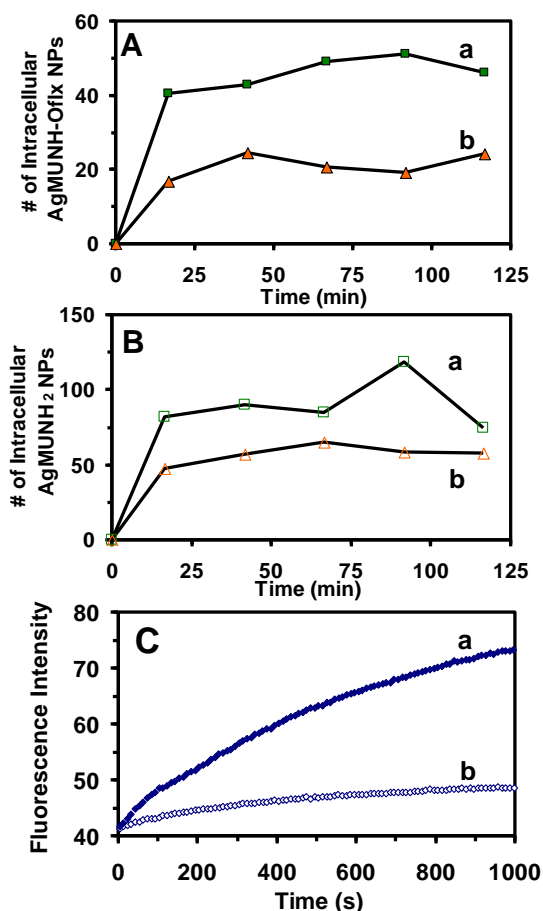 A
a
b
# of Intracellular
AgMUNH-Oflx NPs
60
40
20
0
0 25 50 75 100 125
Time (min)
B
a
b
# of Intracellular
AgMUNH2 NPs
150
100
50
0
0 25 50 75 100 125
Time (min)
C
a
b
Fluorescence Intensity
80
70
60
50
40
0 200 400 600 800 1000
Time (s)